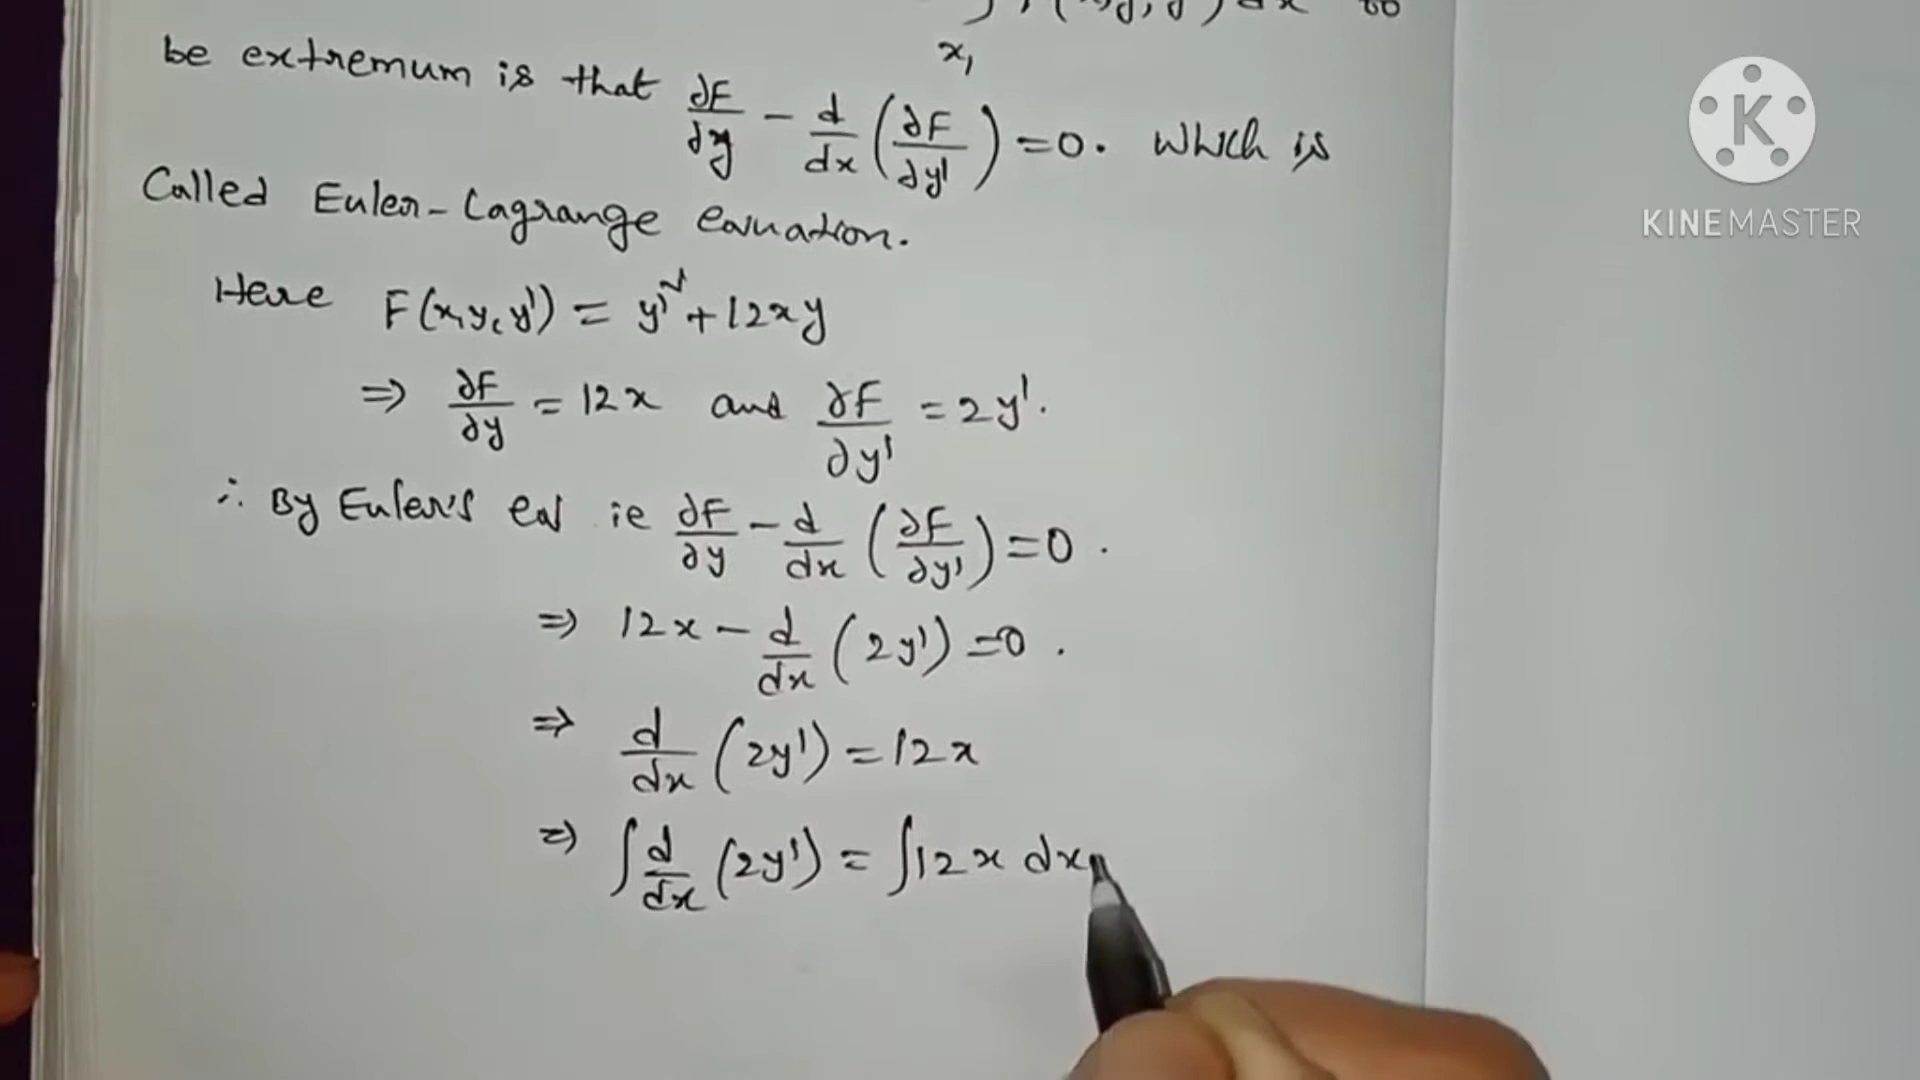 x₁
be extremum is that ∂F/∂y - d/dx (∂F/∂y') = 0. Which is
Called Euler-Lagrange equation.
Here F(x,y,y') = y'² + 12xy
⇒ ∂F/∂y = 12x and ∂F/∂y' = 2y'.
∴ By Euler's eq ie ∂F/∂y - d/dx (∂F/∂y') = 0.
⇒ 12x - d/dx (2y') = 0.
⇒ d/dx (2y') = 12x
⇒ ∫ d/dx (2y') = ∫12x dx
KINEMASTER